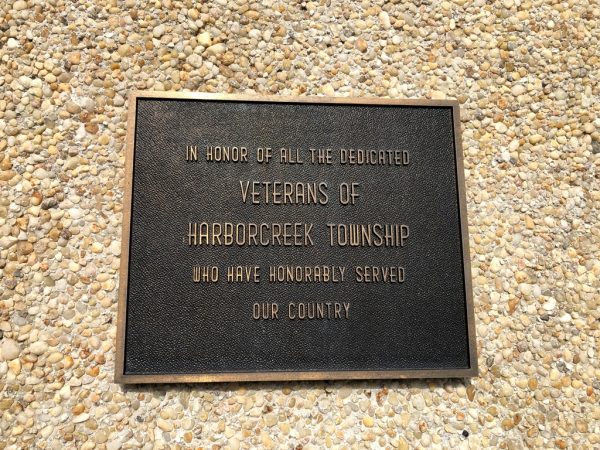 IN HONOR OF ALL THE DEDICATED
VETERANS OF
HARBORCREEK TOWNSHIP
WHO HAVE HONORABLY SERVED
OUR COUNTRY